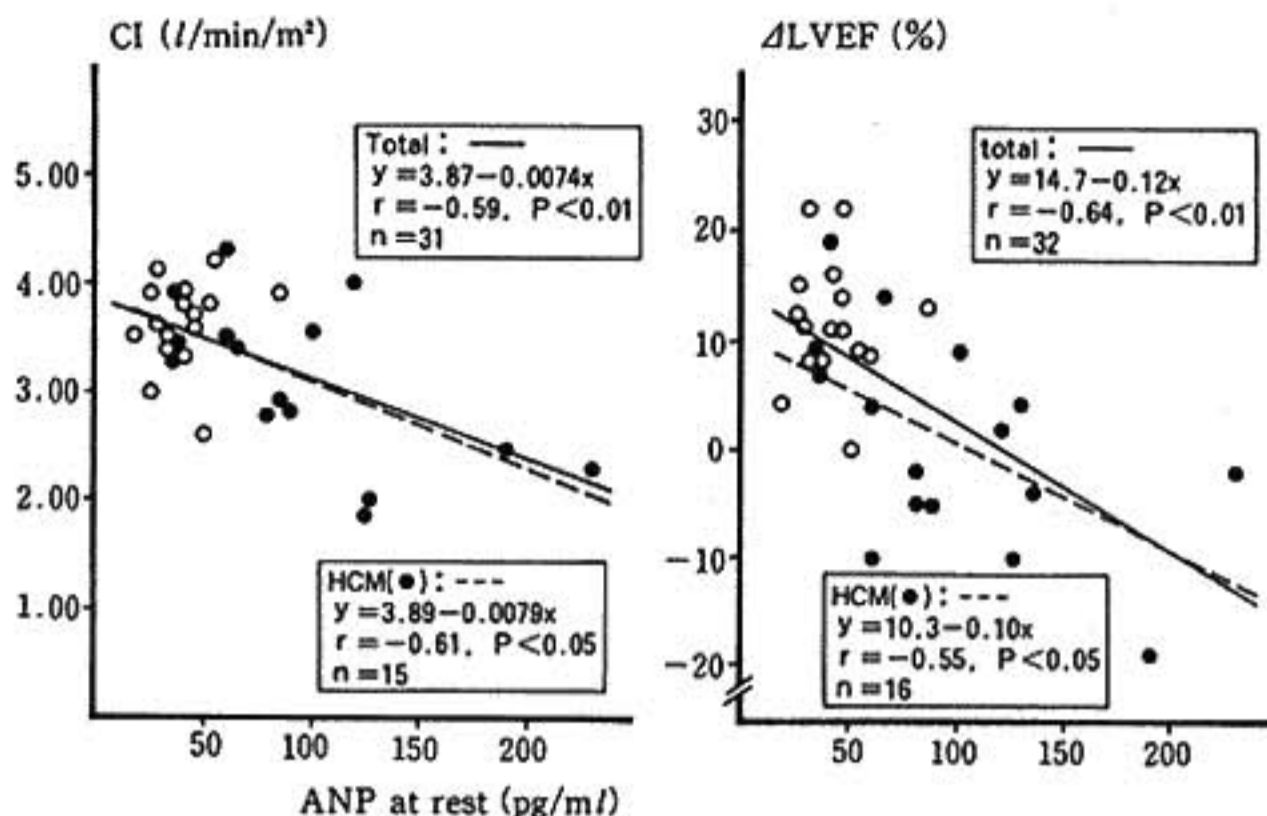 CI (l/min/m²)
5.00
4.00
3.00
2.00
1.00
Total :
y=3.87−0.0074x
r=−0.59, P<0.01
n=31
HCM(●) : ---
y=3.89−0.0079x
r=−0.61, P<0.05
n=15
50 100 150 200
ANP at rest (pg/ml)
ΔLVEF (%)
30
20
10
0
−10
−20
total :
y=14.7−0.12x
r=−0.64, P<0.01
n=32
HCM(●) : ---
y=10.3−0.10x
r=−0.55, P<0.05
n=16
50 100 150 200